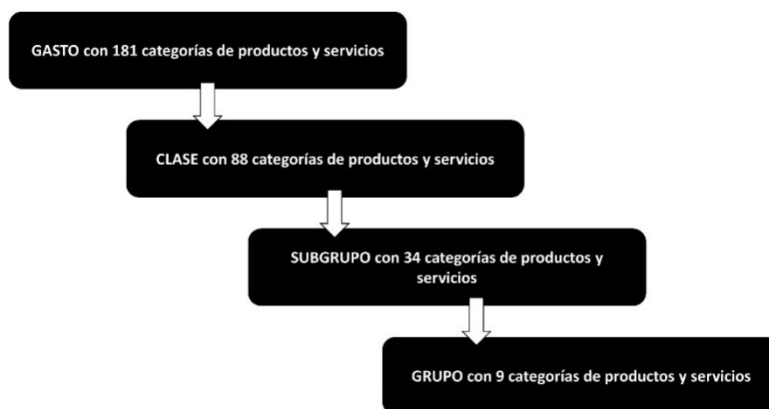 GASTO con 181 categorías de productos y servicios
CLASE con 88 categorías de productos y servicios
SUBGRUPO con 34 categorías de productos y
servicios
GRUPO con 9 categorías de productos y servicios